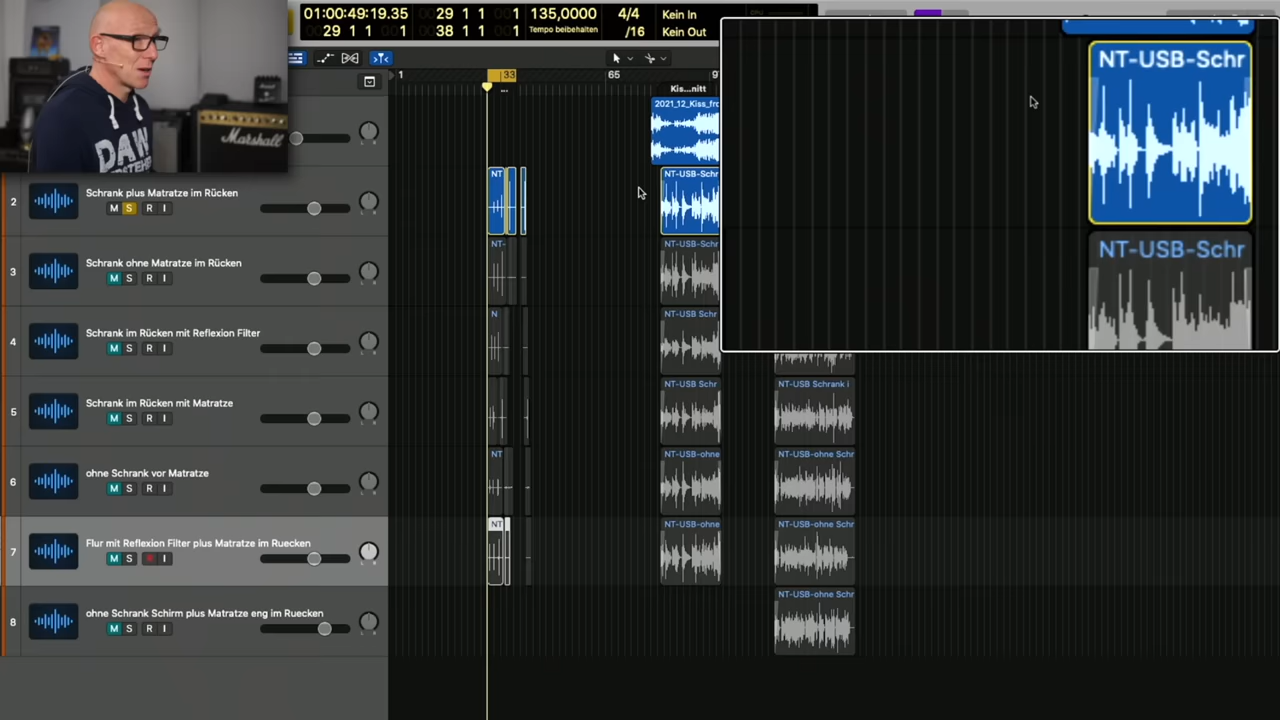 01:00:49:19.35
29 1 1 1
29 1 1 1
38 1 1 1
135,0000
Tempo beibehalten
4/4
/16
Kein In
Kein Out
1
33
65
...
Kis...nitt
2021_12_Kiss_fro
Marshall
DAW
2
Schrank plus Matratze im Rücken
M S R I
NT
NT-USB-Schr
3
Schrank ohne Matratze im Rücken
M S R I
NT-
NT-USB-Schr
4
Schrank im Rücken mit Reflexion Filter
M S R I
N
NT-USB Schr
5
Schrank im Rücken mit Matratze
M S R I
NT-USB Schr
NT-USB Schrank i
6
ohne Schrank vor Matratze
M S R I
NT
NT-USB-ohne
NT-USB-ohne Schr
7
Flur mit Reflexion Filter plus Matratze im Ruecken
M S R I
NT
NT-USB-ohne
NT-USB-ohne Schr
8
ohne Schrank Schirm plus Matratze eng im Ruecken
M S R I
NT-USB-ohne Schr
NT-USB-Schr
NT-USB-Schr